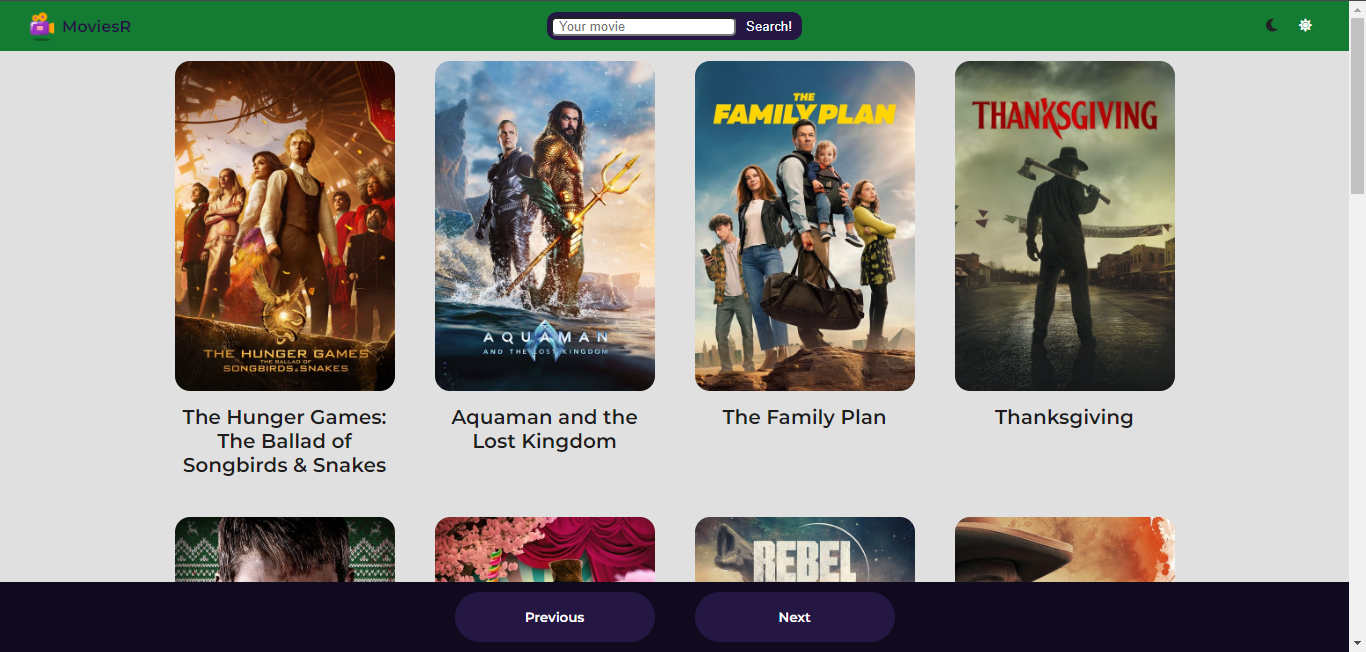 MoviesR
Your movie
Search!
THE HUNGER GAMES
THE BALLAD OF
SONGBIRDS & SNAKES
AQUAMAN
AND THE LOST KINGDOM
THE
FAMILY PLAN
THANKSGIVING
The Hunger Games:
The Ballad of
Songbirds & Snakes
Aquaman and the
Lost Kingdom
The Family Plan
Thanksgiving
REBEL
Previous
Next